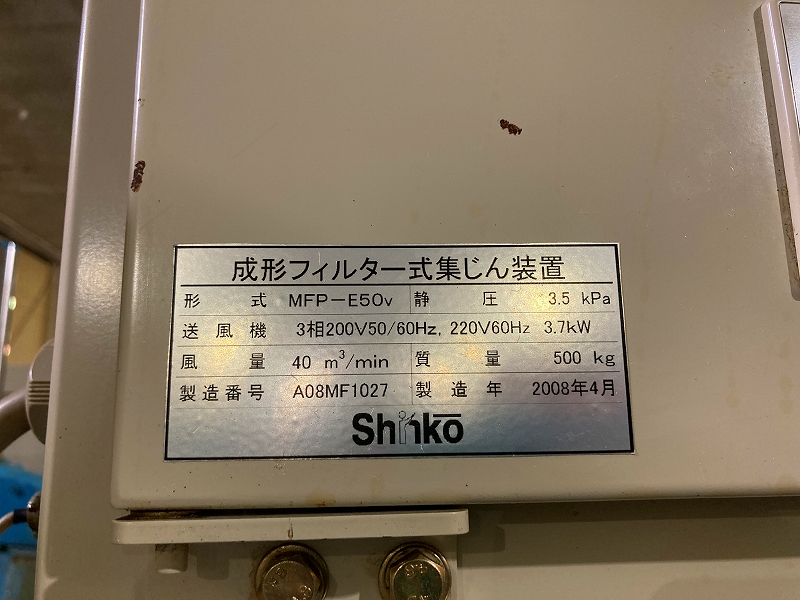 成形フィルター式集じん装置
形式 MFP-E50v 静圧 3.5 kPa
送風機 3相200V50/60Hz, 220V60Hz 3.7kW
風量 40 m³/min 質量 500 kg
製造番号 A08MF1027 製造年 2008年4月
Shinkō